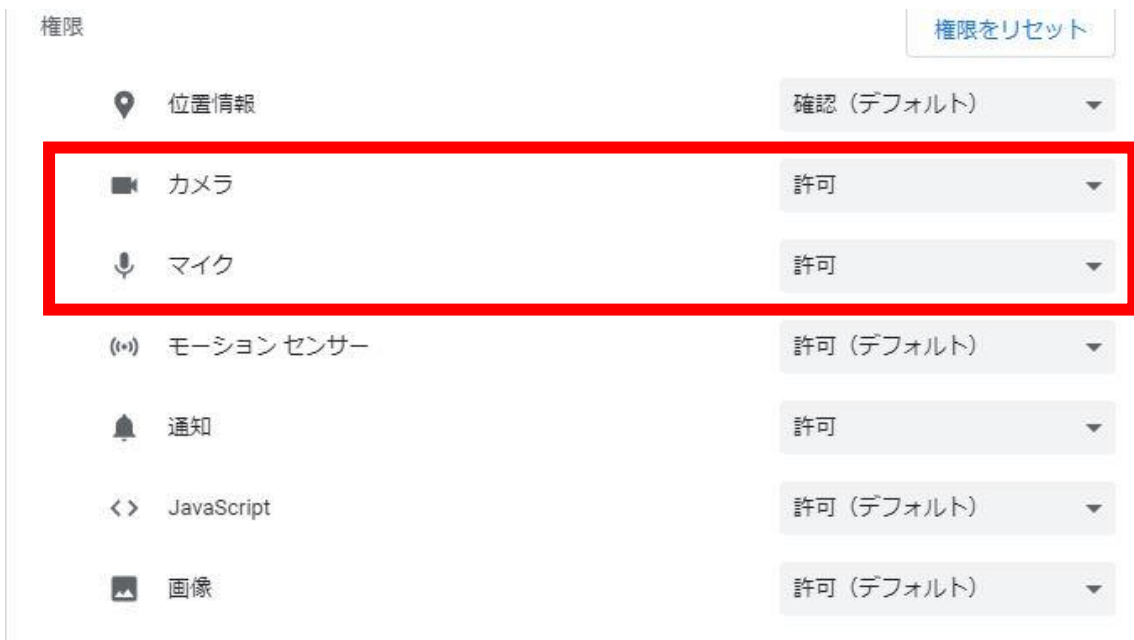 権限 権限をリセット
位置情報 確認（デフォルト）
カメラ 許可
マイク 許可
モーション センサー 許可（デフォルト）
通知 許可
JavaScript 許可（デフォルト）
画像 許可（デフォルト）